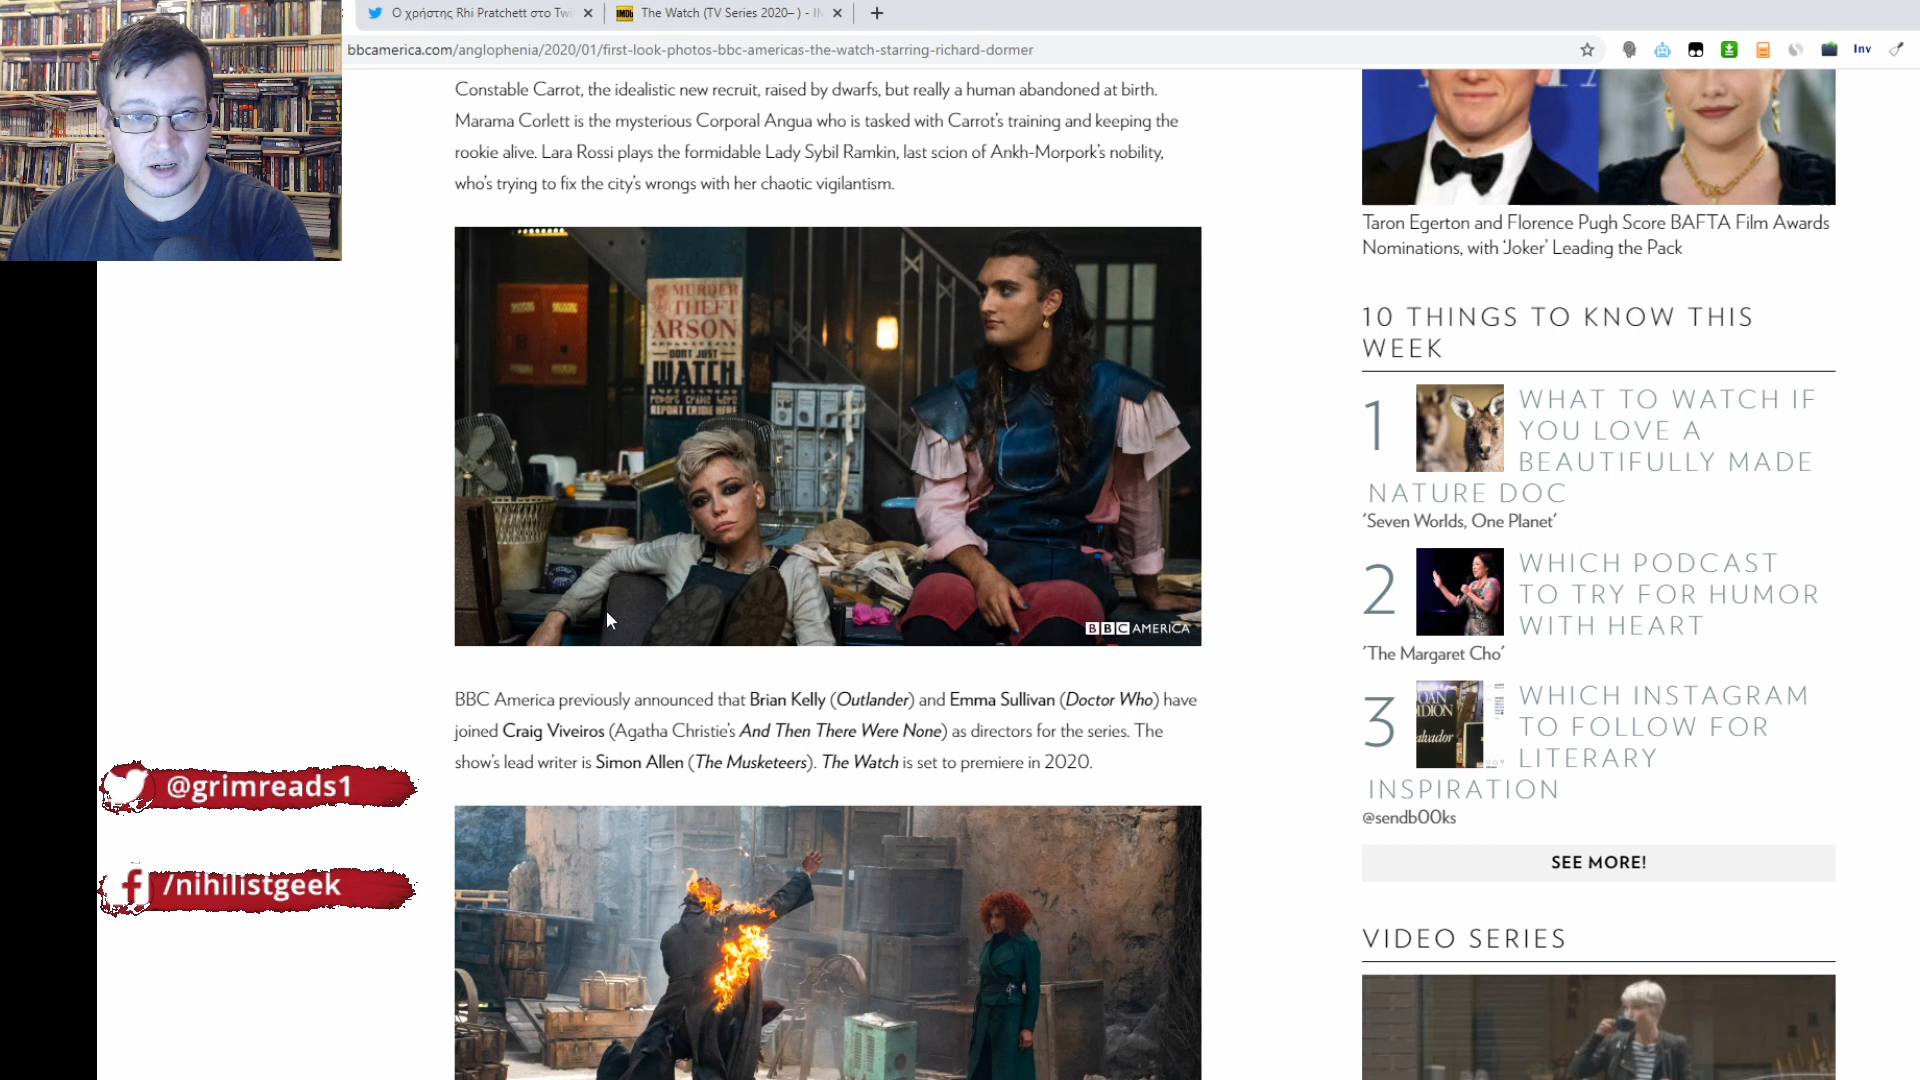 Ο χρήστης Rhi Pratchett στο Twi
The Watch (TV Series 2020– ) - IM
bbcamerica.com/anglophenia/2020/01/first-look-photos-bbc-americas-the-watch-starring-richard-dormer
Inv
Constable Carrot, the idealistic new recruit, raised by dwarfs, but really a human abandoned at birth.
Marama Corlett is the mysterious Corporal Angua who is tasked with Carrot's training and keeping the
rookie alive. Lara Rossi plays the formidable Lady Sybil Ramkin, last scion of Ankh-Morpork's nobility,
who's trying to fix the city's wrongs with her chaotic vigilantism.
MURDER
THEFT
ARSON
DONT JUST
WATCH
REPORT CRIME HERE
REPORT CRIME HERE
BBC AMERICA
BBC America previously announced that Brian Kelly (Outlander) and Emma Sullivan (Doctor Who) have
joined Craig Viveiros (Agatha Christie's And Then There Were None) as directors for the series. The
show's lead writer is Simon Allen (The Musketeers). The Watch is set to premiere in 2020.
@grimreads1
f /nihilistgeek
Taron Egerton and Florence Pugh Score BAFTA Film Awards
Nominations, with ‘Joker’ Leading the Pack
10 THINGS TO KNOW THIS
WEEK
1 WHAT TO WATCH IF
YOU LOVE A
BEAUTIFULLY MADE
NATURE DOC
'Seven Worlds, One Planet'
2 WHICH PODCAST
TO TRY FOR HUMOR
WITH HEART
'The Margaret Cho'
3 WHICH INSTAGRAM
TO FOLLOW FOR
LITERARY
INSPIRATION
@sendb00ks
SEE MORE!
VIDEO SERIES